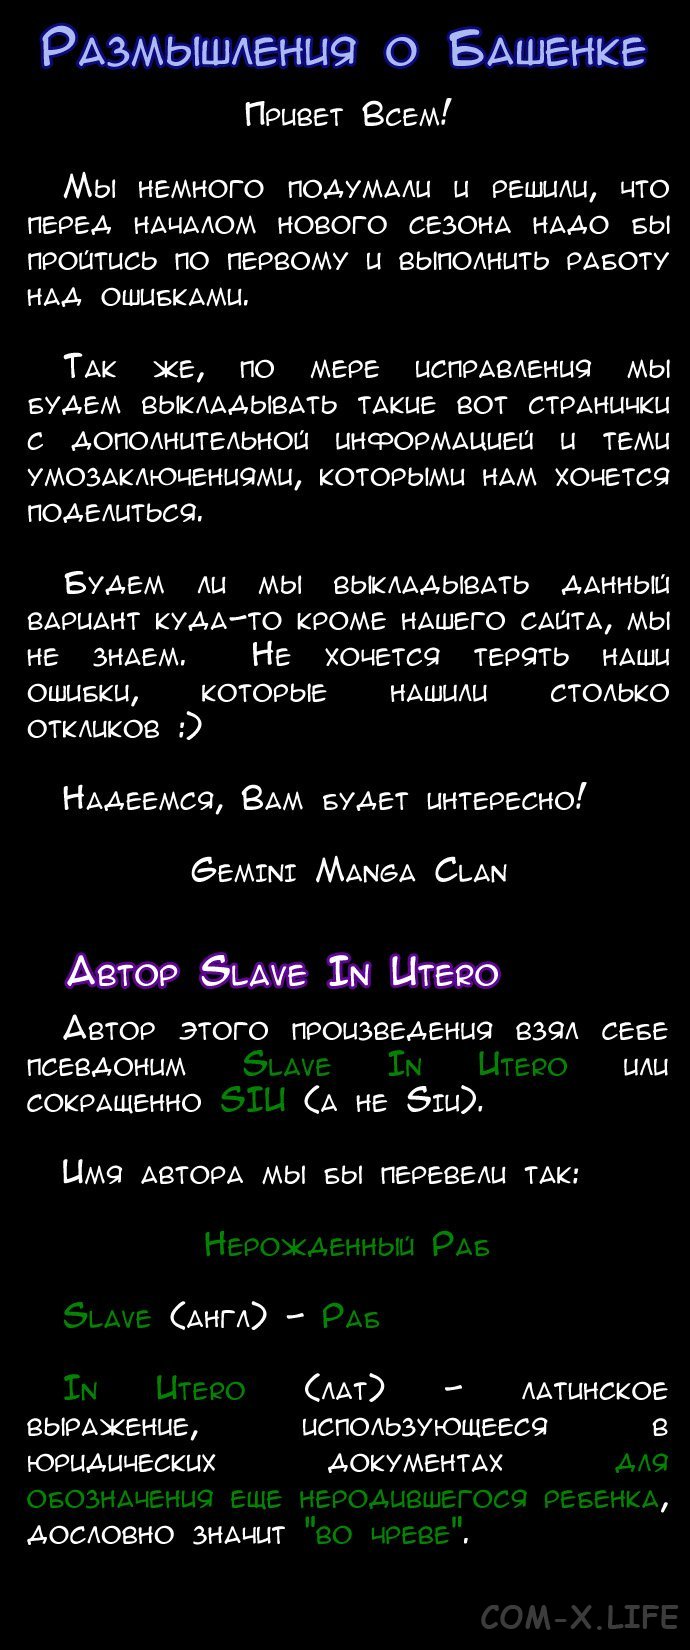 Размышления о Башенке
Привет Всем!
Мы немного подумали и решили, что
перед началом нового сезона надо бы
пройтись по первому и выполнить работу
над ошибками.
Так же, по мере исправления мы
будем выкладывать такие вот странички
с дополнительной информацией и теми
умозаключениями, которыми нам хочется
поделиться.
Будем ли мы выкладывать данный
вариант куда-то кроме нашего сайта, мы
не знаем. Не хочется терять наши
ошибки, которые нашили столько
откликов :)
Надеемся, Вам будет интересно!
Gemini Manga Clan
Автор Slave In Utero
Автор этого произведения взял себе
псевдоним Slave In Utero или
сокращенно SIU (а не Siu).
Имя автора мы бы перевели так:
Нерожденный Раб
Slave (англ) - Раб
In Utero (лат) - латинское
выражение, использующееся в
юридических документах для
обозначения еще неродившегося ребенка,
дословно значит "во чреве".
COM-X.LIFE